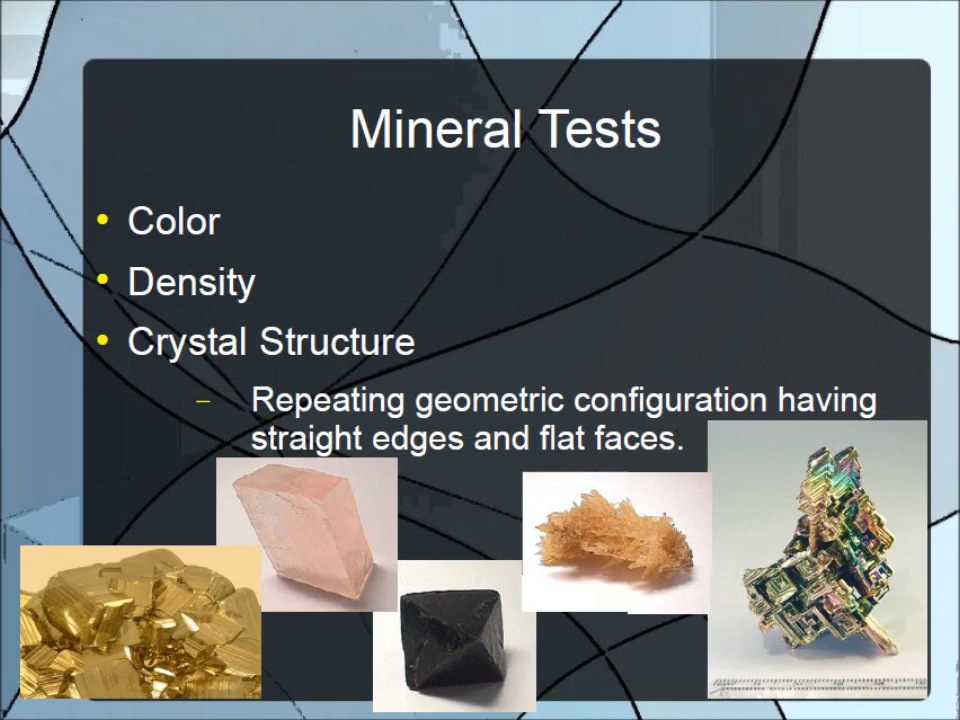 Mineral Tests
• Color
• Density
• Crystal Structure
– Repeating geometric configuration having
straight edges and flat faces.